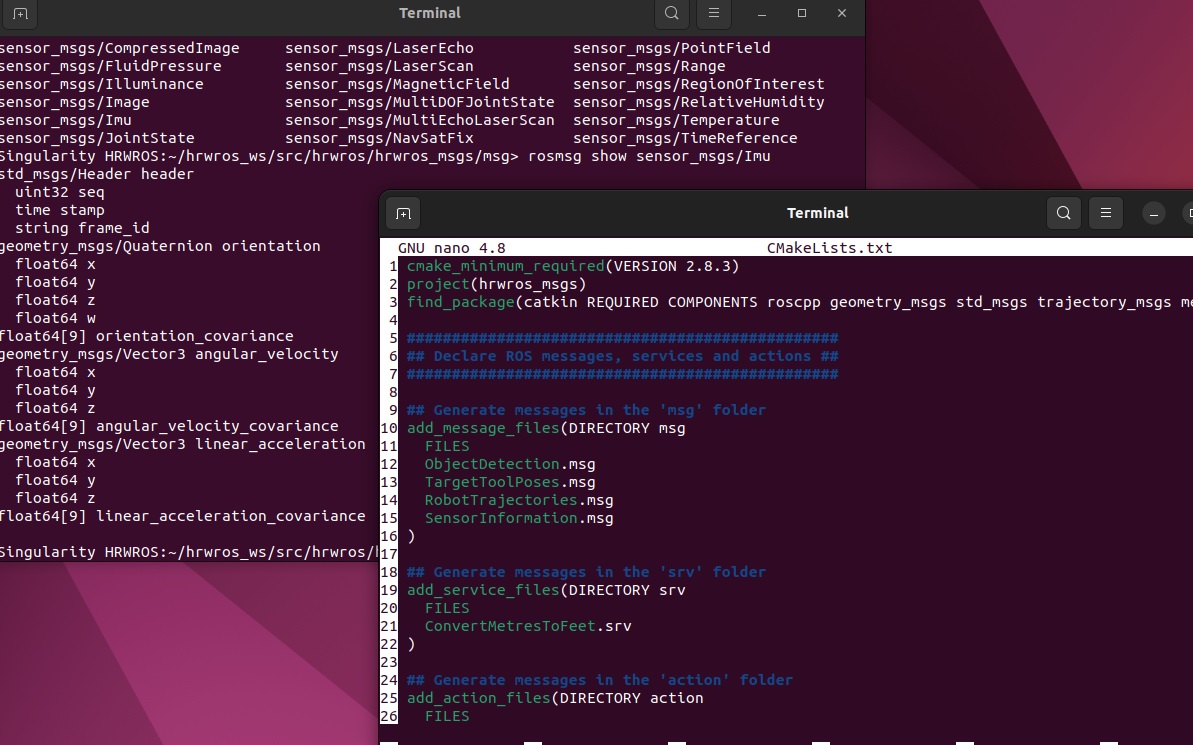 Terminal
sensor_msgs/CompressedImage sensor_msgs/LaserEcho sensor_msgs/PointField
sensor_msgs/FluidPressure sensor_msgs/LaserScan sensor_msgs/Range
sensor_msgs/Illuminance sensor_msgs/MagneticField sensor_msgs/RegionOfInterest
sensor_msgs/Image sensor_msgs/MultiDOFJointState sensor_msgs/RelativeHumidity
sensor_msgs/Imu sensor_msgs/MultiEchoLaserScan sensor_msgs/Temperature
sensor_msgs/JointState sensor_msgs/NavSatFix sensor_msgs/TimeReference
Singularity HRWROS:~/hrwros_ws/src/hrwros/hrwros_msgs/msg> rosmsg show sensor_msgs/Imu
std_msgs/Header header
uint32 seq
time stamp
string frame_id
geometry_msgs/Quaternion orientation
float64 x
float64 y
float64 z
float64 w
float64[9] orientation_covariance
geometry_msgs/Vector3 angular_velocity
float64 x
float64 y
float64 z
float64[9] angular_velocity_covariance
geometry_msgs/Vector3 linear_acceleration
float64 x
float64 y
float64 z
float64[9] linear_acceleration_covariance
Singularity HRWROS:~/hrwros_ws/src/hrwros/
Terminal
GNU nano 4.8 CMakeLists.txt
1 cmake_minimum_required(VERSION 2.8.3)
2 project(hrwros_msgs)
3 find_package(catkin REQUIRED COMPONENTS roscpp geometry_msgs std_msgs trajectory_msgs me
4
5 ################################################
6 ## Declare ROS messages, services and actions ##
7 ################################################
8
9 ## Generate messages in the 'msg' folder
10 add_message_files(DIRECTORY msg
11 FILES
12 ObjectDetection.msg
13 TargetToolPoses.msg
14 RobotTrajectories.msg
15 SensorInformation.msg
16 )
17
18 ## Generate messages in the 'srv' folder
19 add_service_files(DIRECTORY srv
20 FILES
21 ConvertMetresToFeet.srv
22 )
23
24 ## Generate messages in the 'action' folder
25 add_action_files(DIRECTORY action
26 FILES